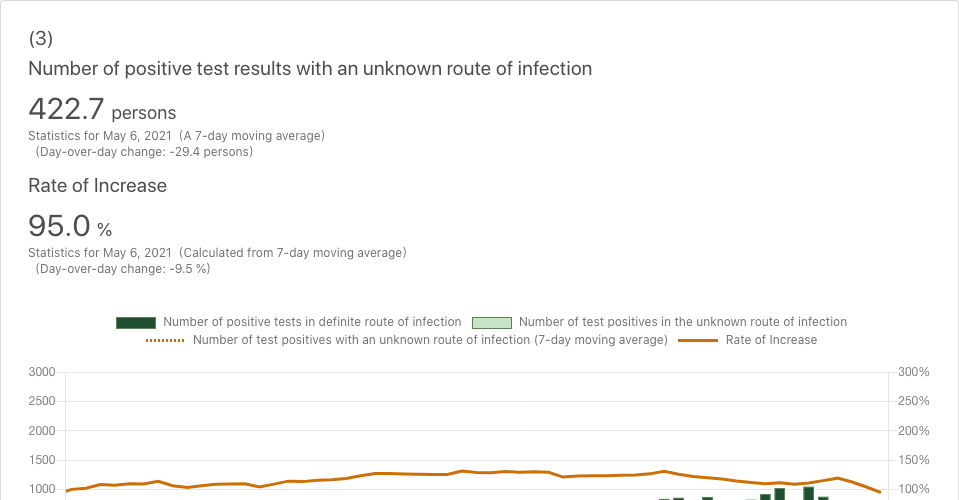 (3)
Number of positive test results with an unknown route of infection
422.7 persons
Statistics for May 6, 2021 (A 7-day moving average)
(Day-over-day change: -29.4 persons)
Rate of Increase
95.0 %
Statistics for May 6, 2021 (Calculated from 7-day moving average)
(Day-over-day change: -9.5 %)
Number of positive tests in definite route of infection Number of test positives in the unknown route of infection
Number of test positives with an unknown route of infection (7-day moving average) Rate of Increase
3000 300%
2500 250%
2000 200%
1500 150%
1000 100%